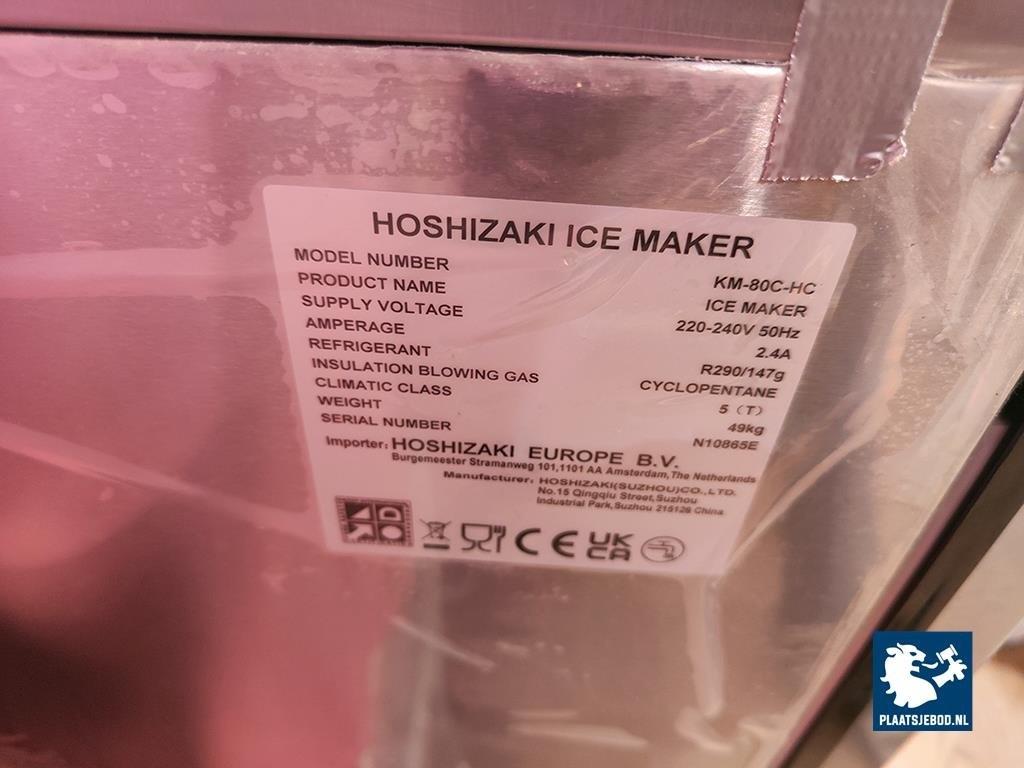 HOSHIZAKI ICE MAKER
MODEL NUMBER KM-80C-HC
PRODUCT NAME ICE MAKER
SUPPLY VOLTAGE 220-240V 50Hz
AMPERAGE 2.4A
REFRIGERANT R290/147g
INSULATION BLOWING GAS CYCLOPENTANE
CLIMATIC CLASS 5 (T)
WEIGHT 49kg
SERIAL NUMBER N10865E
Importer: HOSHIZAKI EUROPE B.V.
Burgemeester Stramanweg 101,1101 AA Amsterdam,The Netherlands
Manufacturer: HOSHIZAKI(SUZHOU)CO.,LTD.
No.15 Qingqiu Street,Suzhou
Industrial Park,Suzhou 215126 China
CE UK CA
PLAATSJEBOD.NL